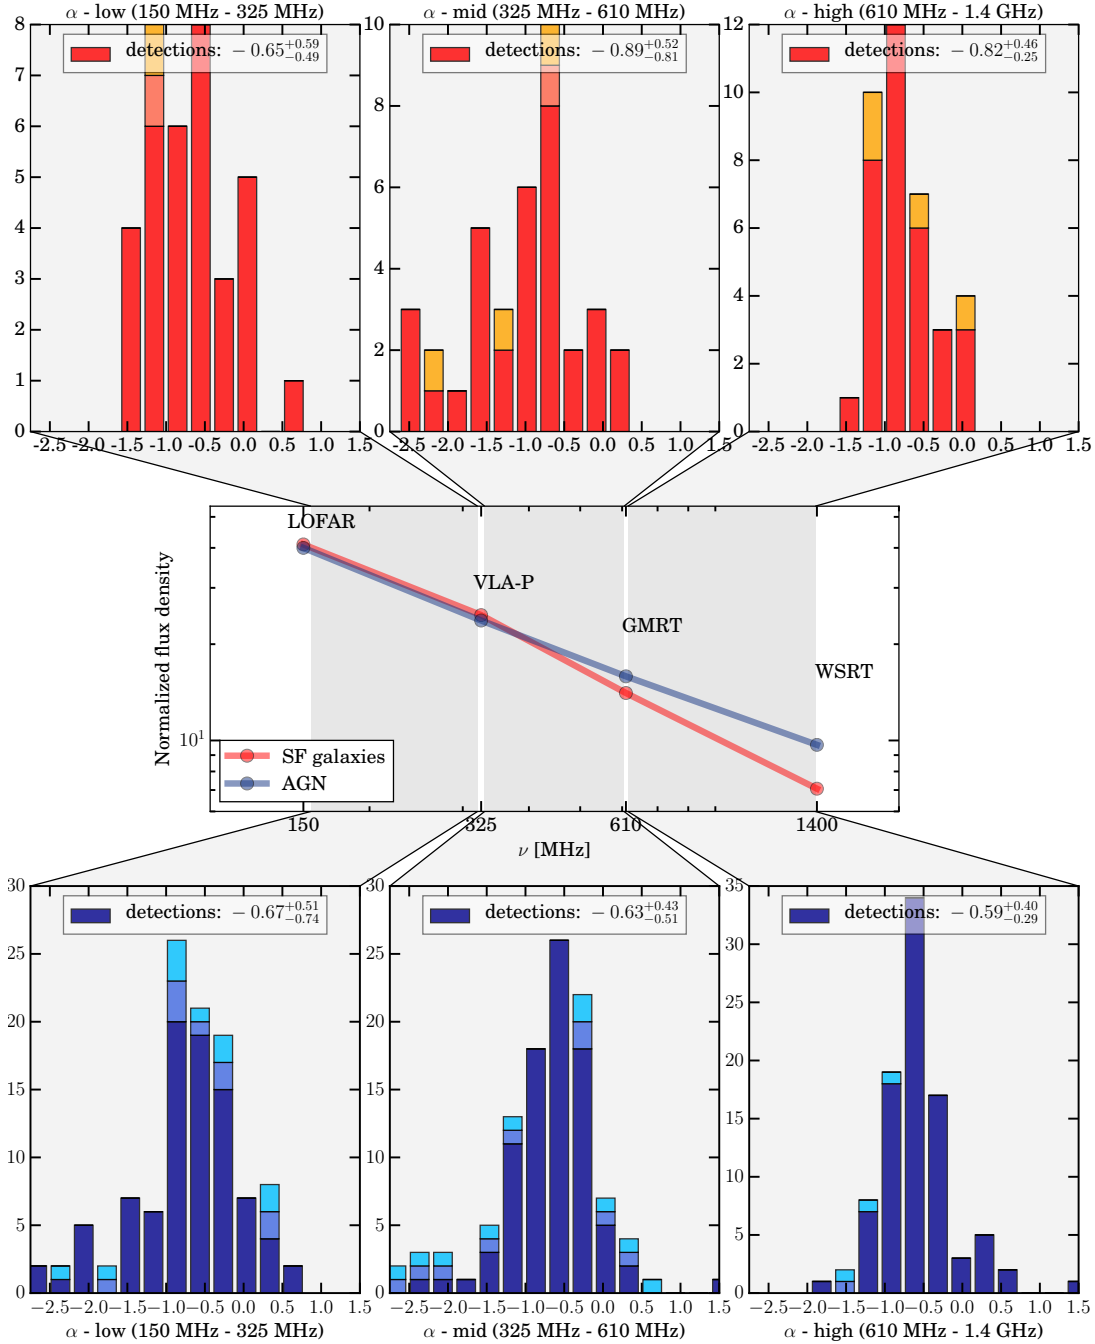 α - low (150 MHz - 325 MHz) α - mid (325 MHz - 610 MHz) α - high (610 MHz - 1.4 GHz)
detections: −0.65 +0.59 −0.49
detections: −0.89 +0.52 −0.81
detections: −0.82 +0.46 −0.25
8 7 6 5 4 3 2 1 0
-2.5 -2.0 -1.5 -1.0 -0.5 0.0 0.5 1.0 1.5
10 8 6 4 2 0
-2.5 -1.5 -1.0 -0.5 0.0 0.5 1.0 1.5
12 10 8 6 4 2 0
-2.5 -2.0 -1.5 -1.0 -0.5 0.0 0.5 1.0 1.5
LOFAR
VLA-P
GMRT
WSRT
Normalized flux density
10¹
SF galaxies
AGN
150 325 610 1400
ν [MHz]
detections: −0.67 +0.51 −0.74
detections: −0.63 +0.43 −0.51
detections: −0.59 +0.40 −0.29
30 25 20 15 10 5 0
−2.5 −2.0 −1.5 −1.0 −0.5 0.0 0.5 1.0 1.5
30 25 20 15 10 5 0
−2.5 −2.0 −1.5 −1.0 −0.5 0.0 0.5 1.0 1.5
35 30 25 20 15 10 5 0
−2.5 −2.0 −1.5 −1.0 −0.5 0.0 0.5 1.0 1.5
α - low (150 MHz - 325 MHz) α - mid (325 MHz - 610 MHz) α - high (610 MHz - 1.4 GHz)